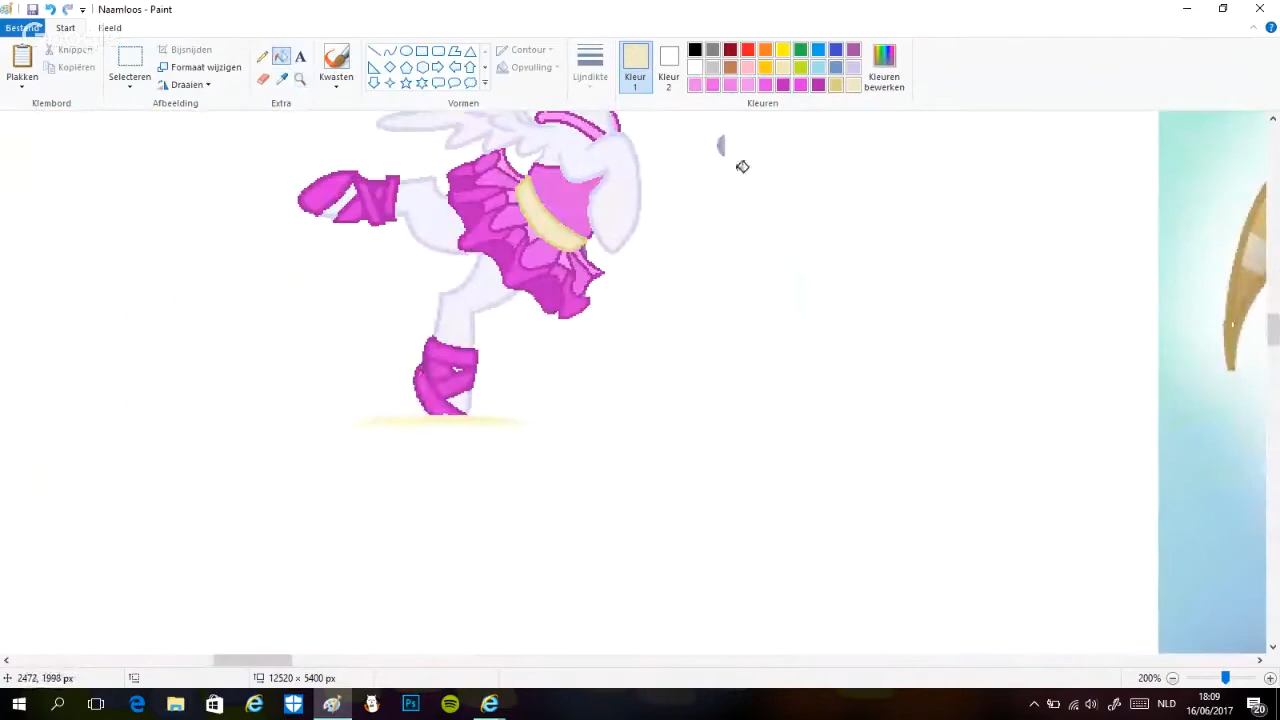 Naamloos - Paint
Bestand Start Beeld
Plakken
Knippen
Kopiëren
Klembord
Selecteren
Bijsnijden
Formaat wijzigen
Draaien
Afbeelding
A
Extra
Kwasten
Vormen
Contour
Opvulling
Lijndikte
Kleur
1
Kleur
2
Kleuren
Kleuren
bewerken
2472, 1998 px
12520 × 5400 px
200%
Ps
NLD
18:09
16/06/2017
20